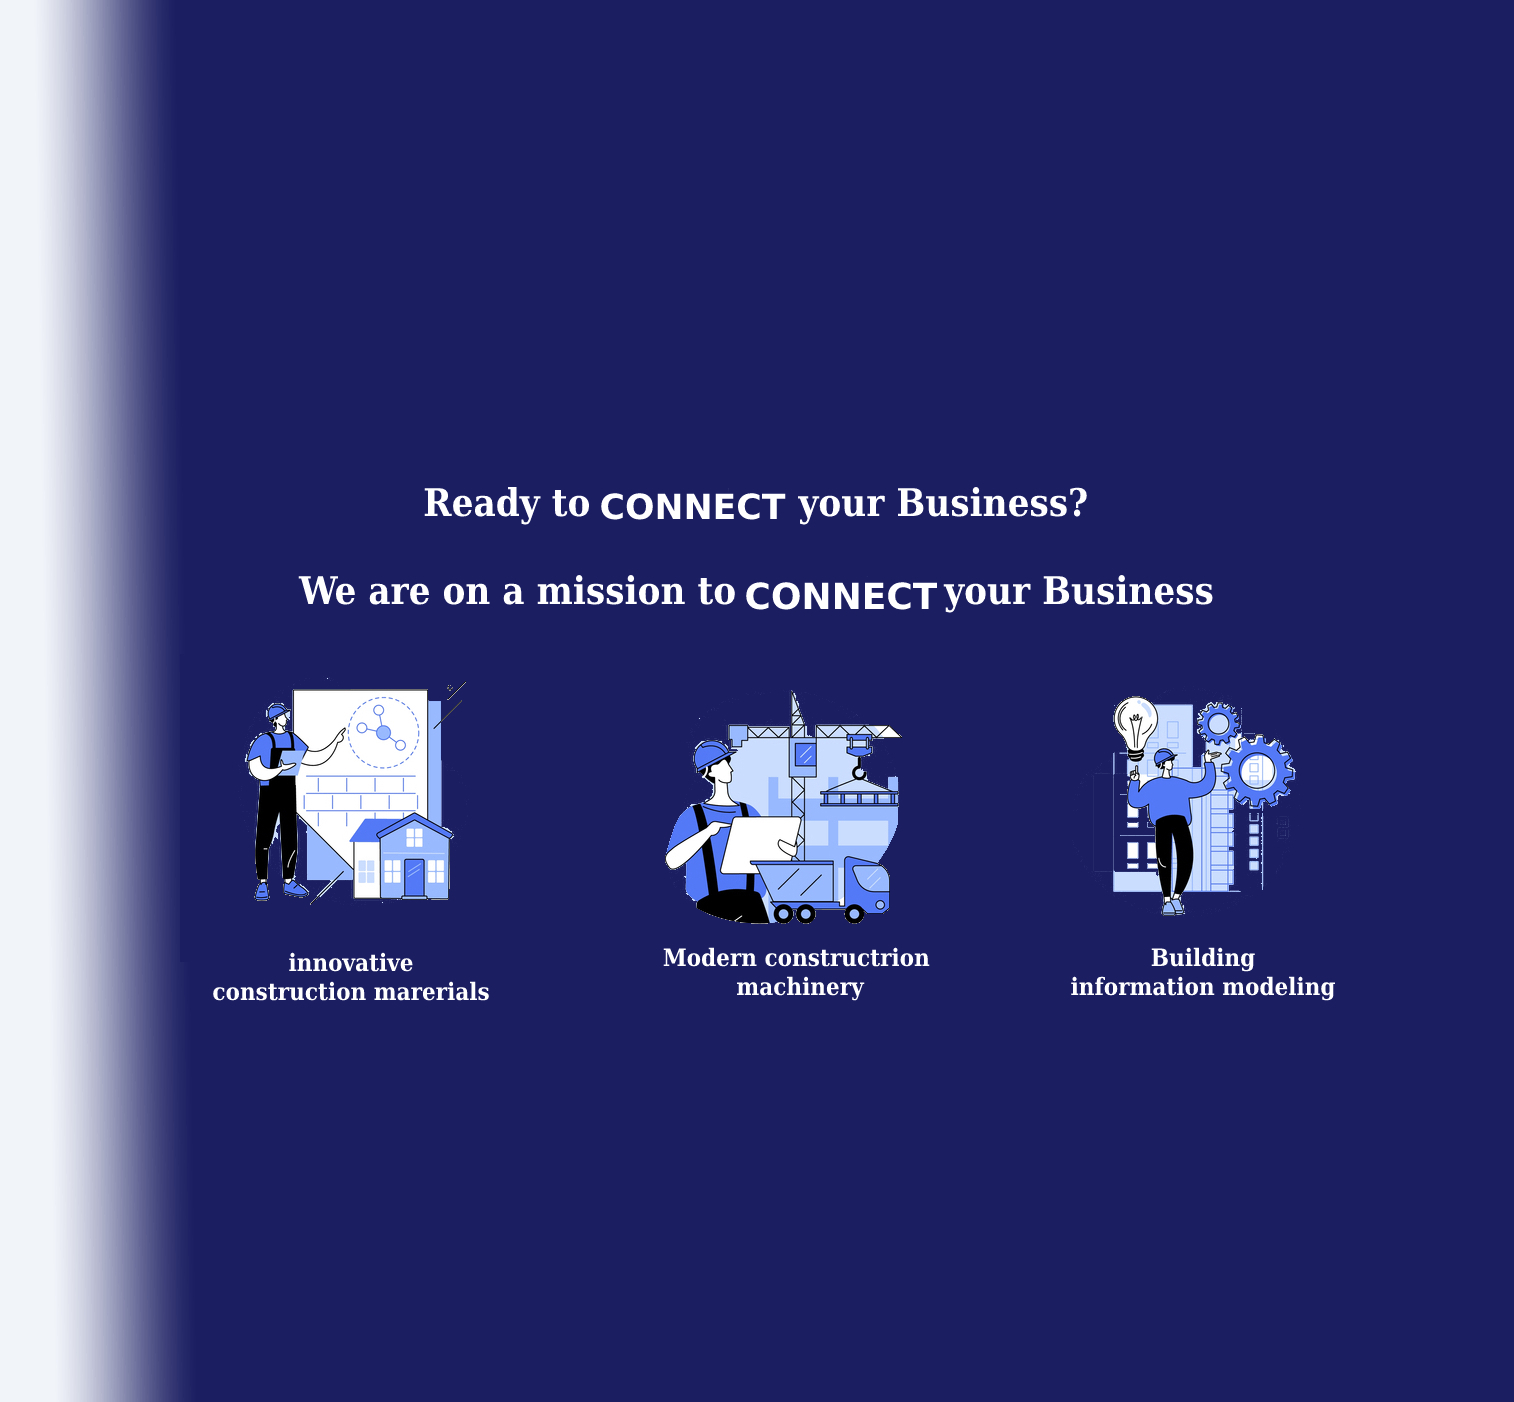 Ready to CONNECT your Business?
We are on a mission to CONNECT your Business
innovative
construction marerials
Modern constructrion
machinery
Building
information modeling